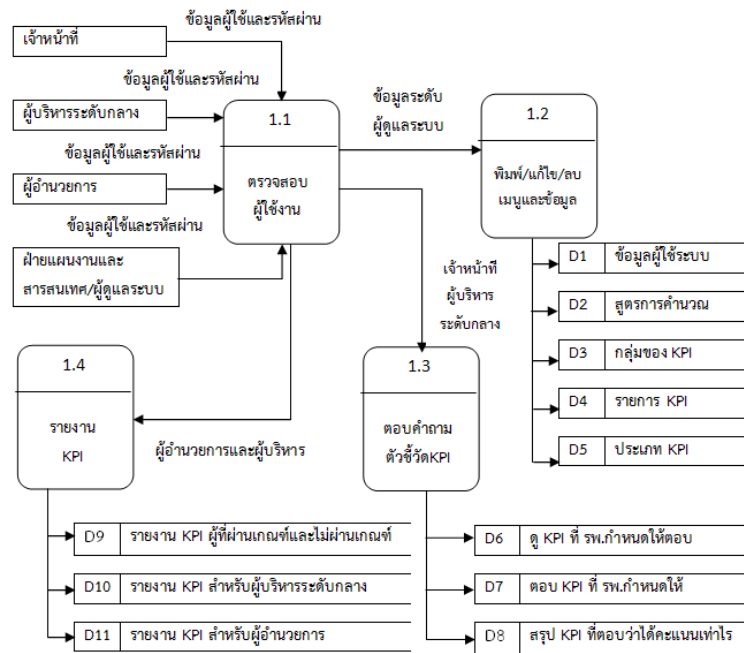 ข้อมูลผู้ใช้และรหัสผ่าน
เจ้าหน้าที่
ข้อมูลผู้ใช้และรหัสผ่าน
ผู้บริหารระดับกลาง
ข้อมูลผู้ใช้และรหัสผ่าน
ผู้อำนวยการ
ข้อมูลผู้ใช้และรหัสผ่าน
ฝ่ายแผนงานและ
สารสนเทศ/ผู้ดูแลระบบ
1.1
ตรวจสอบ
ผู้ใช้งาน
ข้อมูลระดับ
ผู้ดูแลระบบ
1.2
พิมพ์/แก้ไข/ลบ
เมนูและข้อมูล
D1 ข้อมูลผู้ใช้ระบบ
D2 สูตรการคำนวณ
D3 กลุ่มของ KPI
D4 รายการ KPI
D5 ประเภท KPI
เจ้าหน้าที่
ผู้บริหาร
ระดับกลาง
1.3
ตอบคำถาม
ตัวชี้วัดKPI
1.4
รายงาน
KPI
ผู้อำนวยการและผู้บริหาร
D9 รายงาน KPI ผู้ที่ผ่านเกณฑ์และไม่ผ่านเกณฑ์
D10 รายงาน KPI สำหรับผู้บริหารระดับกลาง
D11 รายงาน KPI สำหรับผู้อำนวยการ
D6 ดู KPI ที่ รพ.กำหนดให้ตอบ
D7 ตอบ KPI ที่ รพ.กำหนดให้
D8 สรุป KPI ที่ตอบว่าได้คะแนนเท่าไร